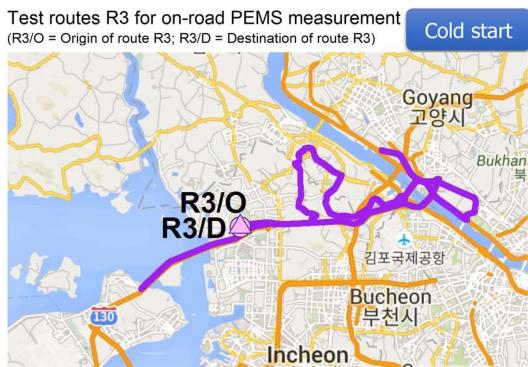 Test routes R3 for on-road PEMS measurement
(R3/O = Origin of route R3; R3/D = Destination of route R3)
Cold start
Goyang
고양시
Bukhan
북
R3/O
R3/D
김포국제공항
130
Bucheon
부천시
Incheon